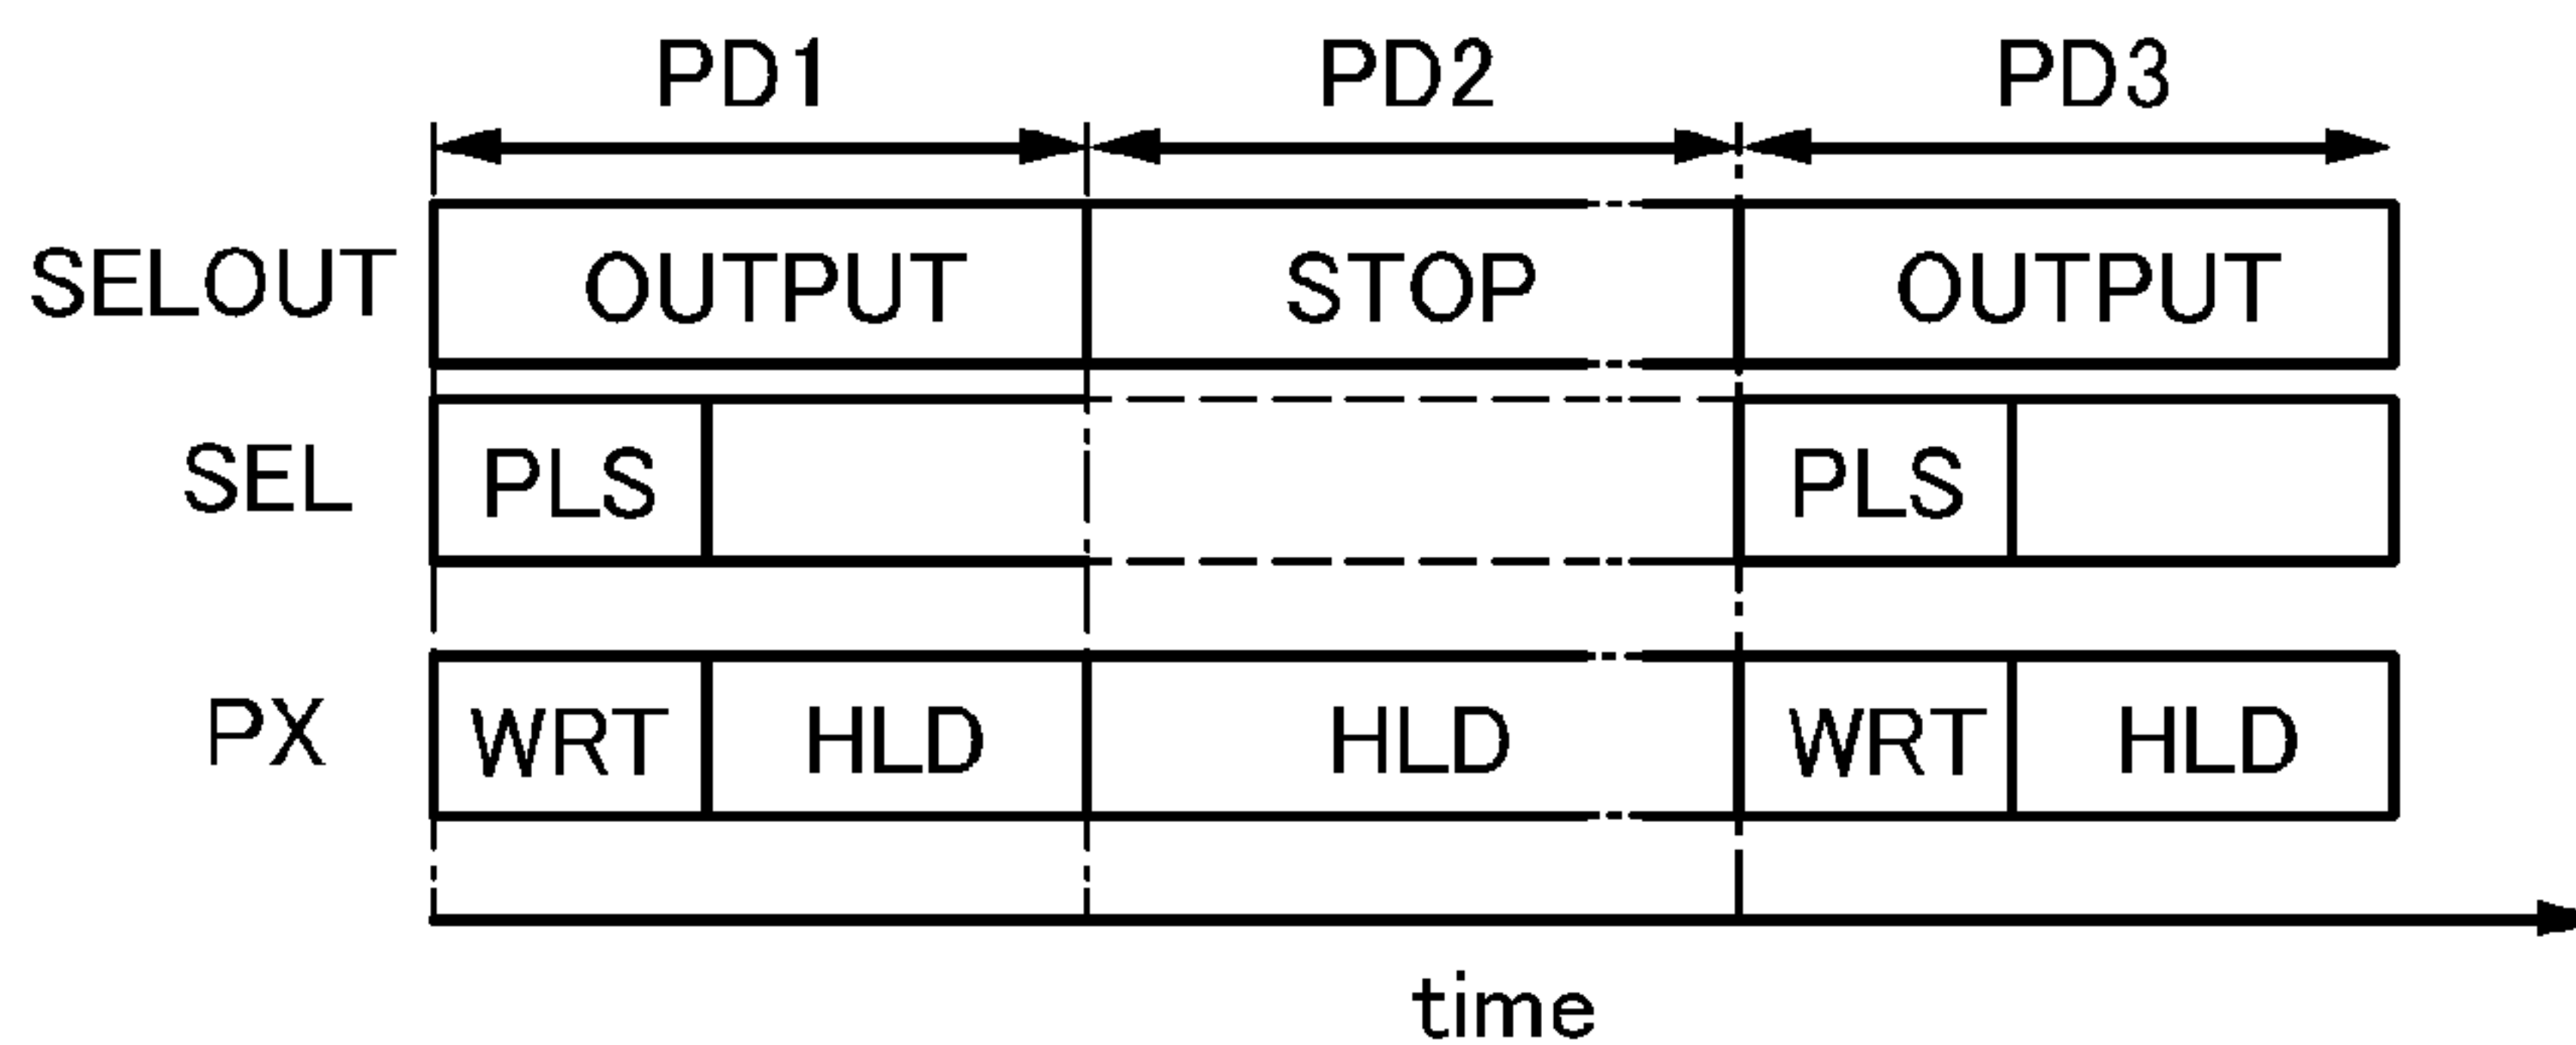 PD1 PD2 PD3
SELOUT OUTPUT STOP OUTPUT
SEL PLS PLS
PX WRT HLD HLD WRT HLD
time